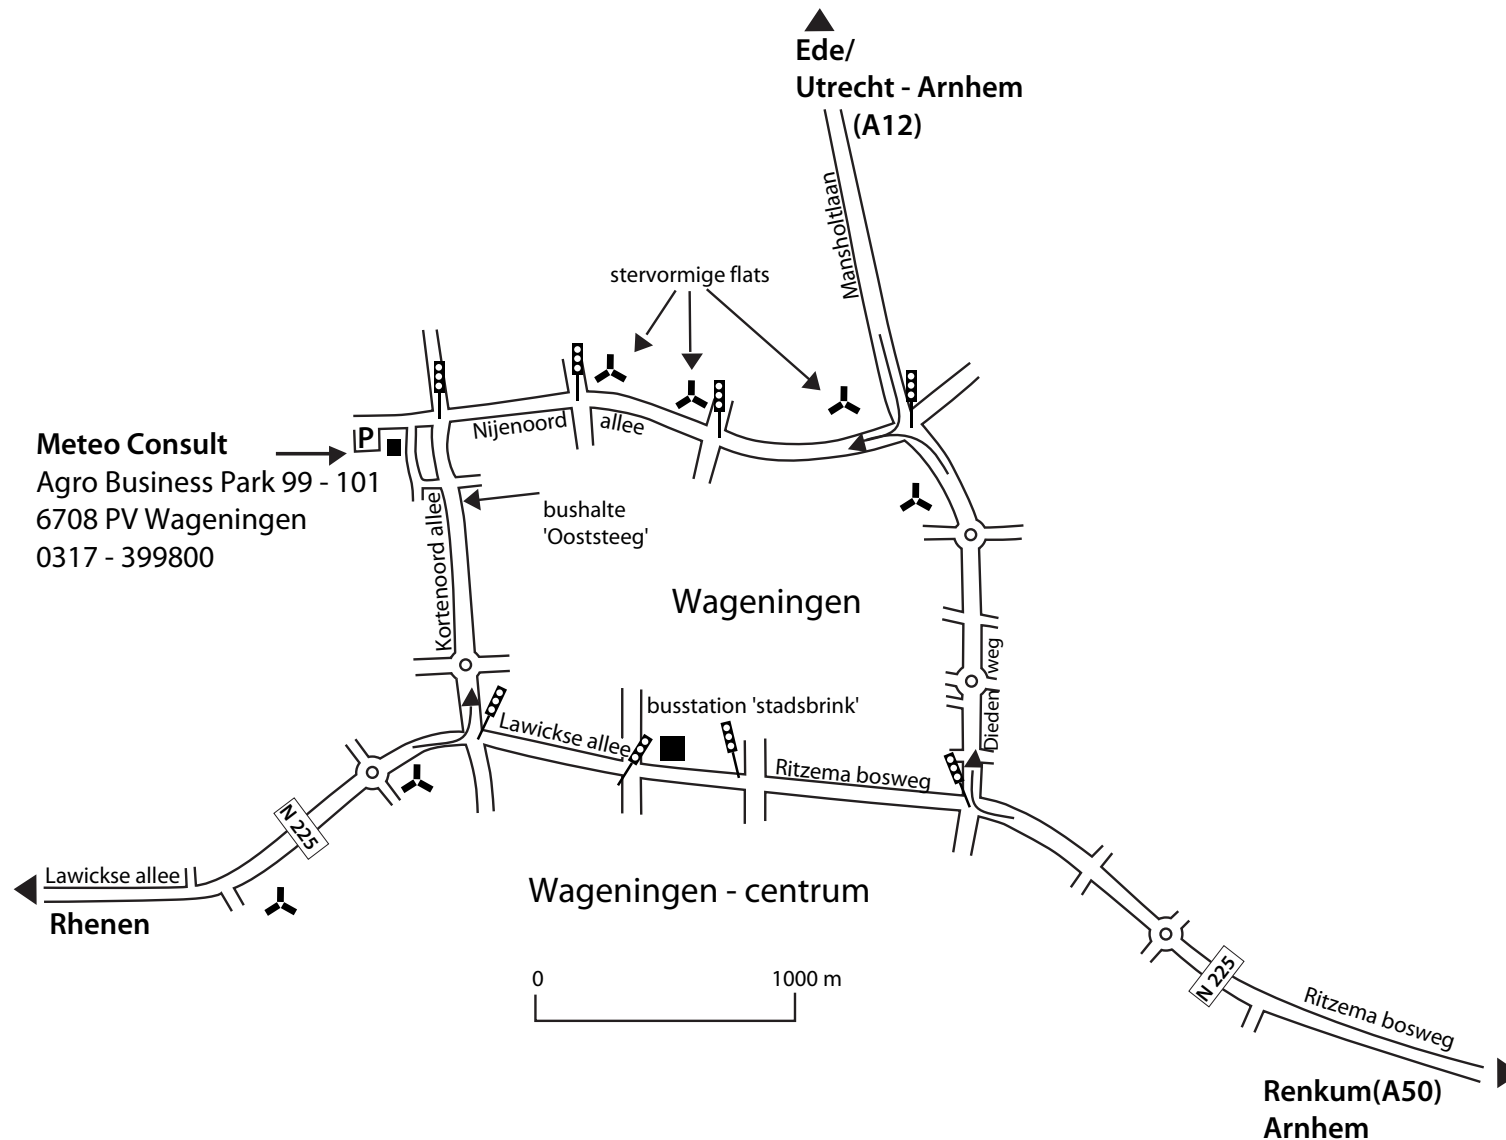 Ede/
Utrecht - Arnhem
(A12)
Mansholtlaan
stervormige flats
Nijenoord allee
P
Meteo Consult
Agro Business Park 99 - 101
6708 PV Wageningen
0317 - 399800
bushalte
'Ooststeeg'
Kortenoord allee
Wageningen
Dieden weg
busstation 'stadsbrink'
Lawickse allee
Ritzema bosweg
N 225
Lawickse allee
Rhenen
Wageningen - centrum
0 1000 m
N 225
Ritzema bosweg
Renkum(A50)
Arnhem